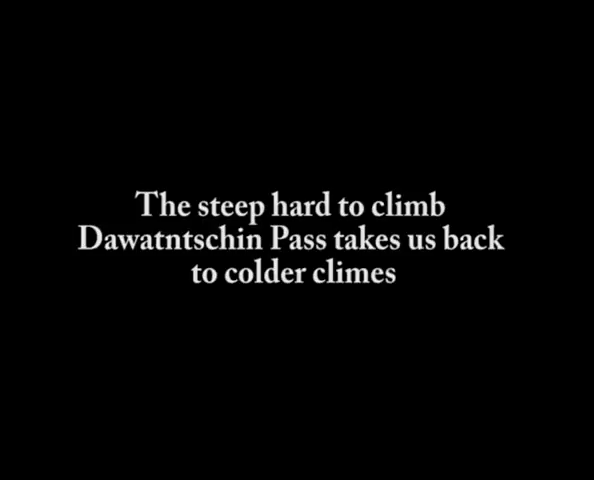 The steep hard to climb
Dawatntschin Pass takes us back
to colder climes